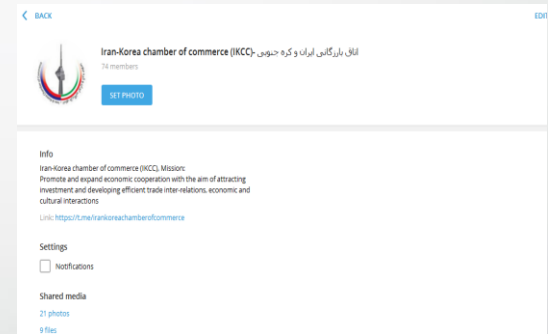 BACK
EDIT
Iran-Korea chamber of commerce (IKCC)- اتاق بازرگانی ایران و کره جنوبی
74 members
SET PHOTO
Info
Iran-Korea chamber of commerce (IKCC), Mission:
Promote and expand economic cooperation with the aim of attracting
investment and developing efficient trade inter-relations, economic and
cultural interactions
Link: https://t.me/irankoreachamberofcommerce
Settings
Notifications
Shared media
21 photos
9 files